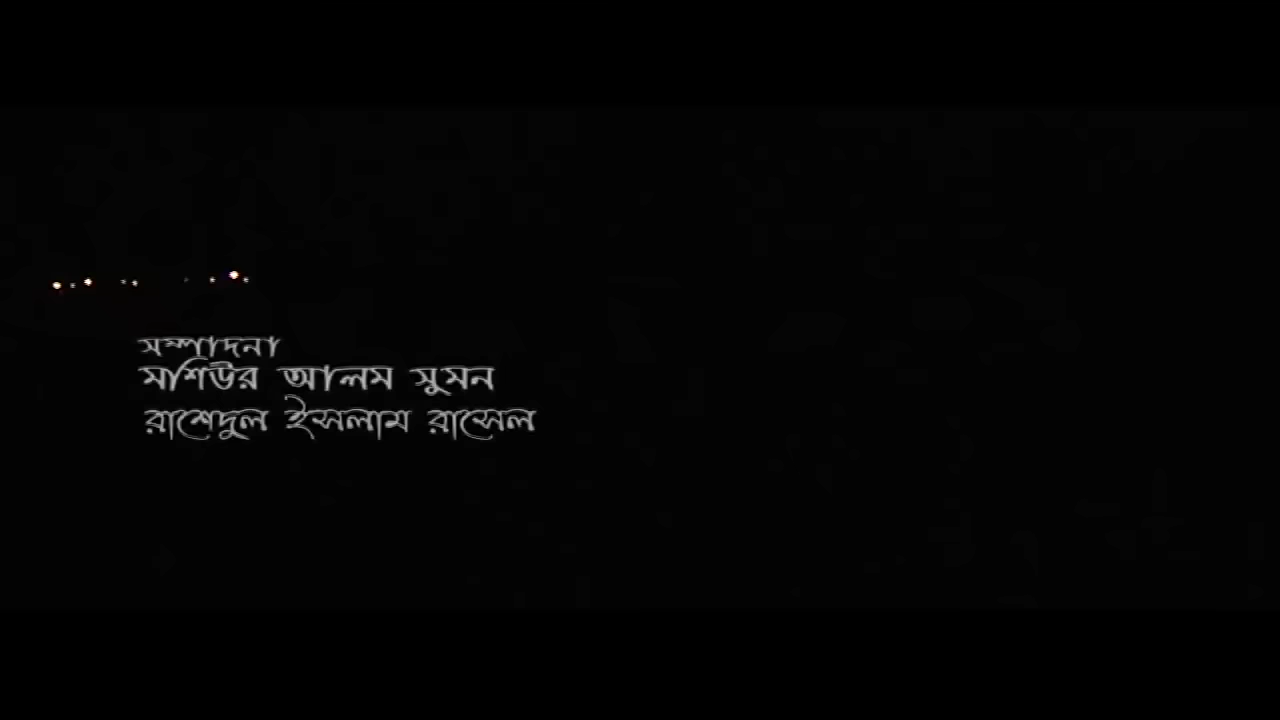 সম্পাদনা
মশিউর আলম সুমন
রাশেদুল ইসলাম রাসেল